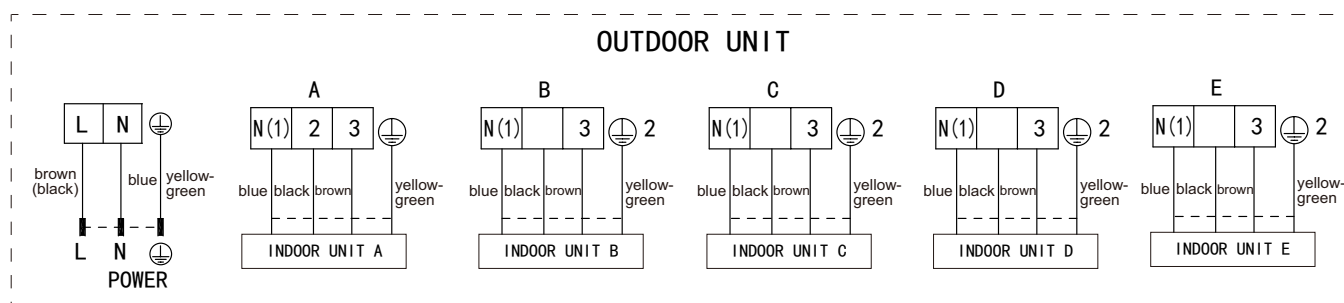 OUTDOOR UNIT
A
B
C
D
E
L N
N(1) 2 3
N(1) 3 2
N(1) 3 2
N(1) 3 2
N(1) 3 2
brown
(black)
blue
yellow-
green
blue black brown
yellow-
green
blue black brown
yellow-
green
blue black brown
yellow-
green
blue black brown
yellow-
green
blue black brown
yellow-
green
L N
POWER
INDOOR UNIT A
INDOOR UNIT B
INDOOR UNIT C
INDOOR UNIT D
INDOOR UNIT E